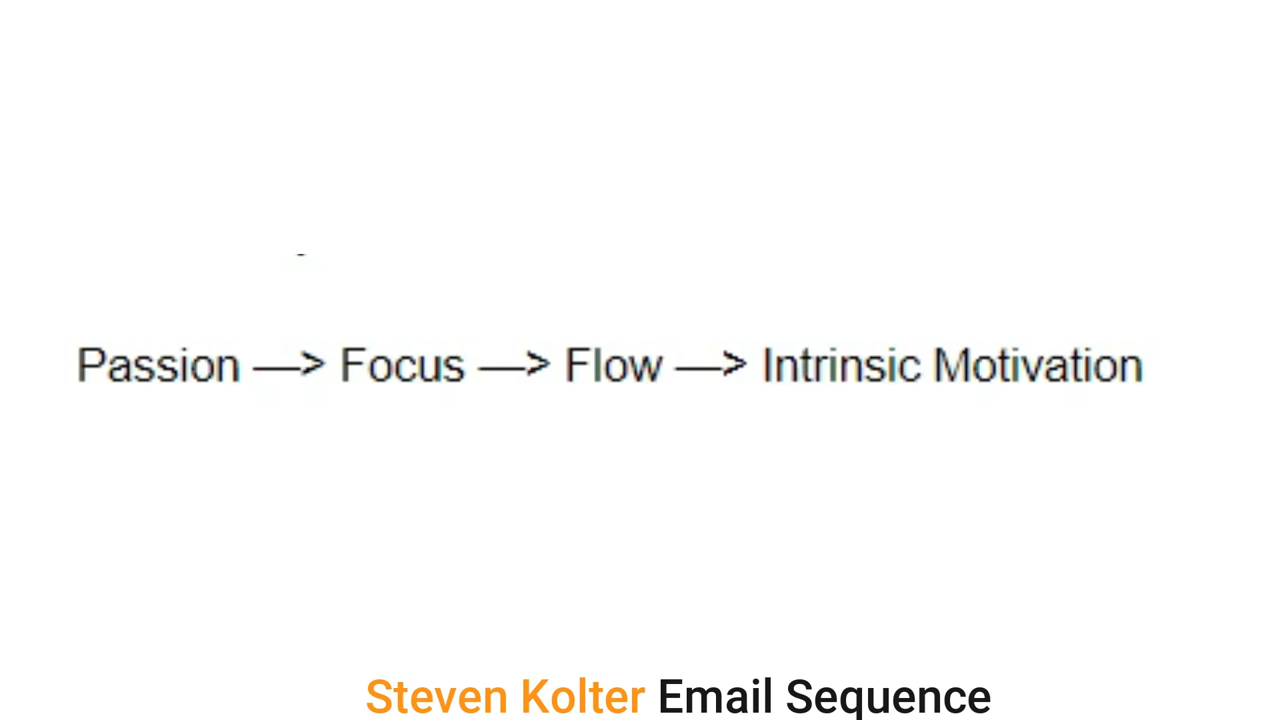 Passion —> Focus —> Flow —> Intrinsic Motivation
Steven Kolter Email Sequence